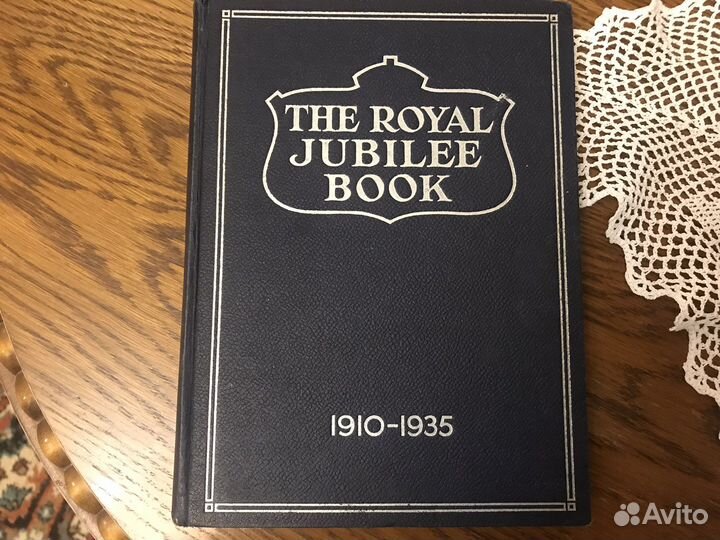 THE ROYAL
JUBILEE
BOOK
1910-1935
Avito